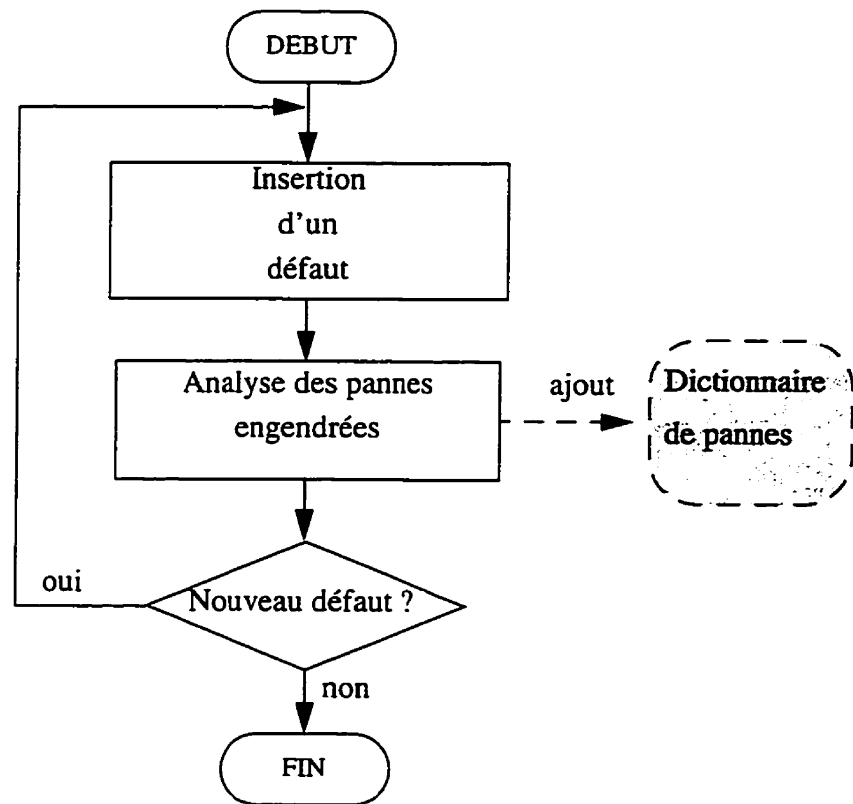 DEBUT
Insertion
d'un
défaut
Analyse des pannes
engendrées
ajout
Dictionnaire
de pannes
oui
Nouveau défaut ?
non
FIN